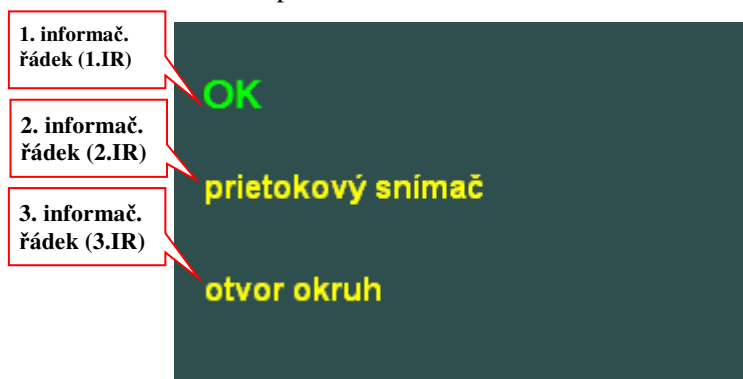 1. informač.
řádek (1.IR)
OK
2. informač.
řádek (2.IR)
prietokový snímač
3. informač.
řádek (3.IR)
otvor okruh